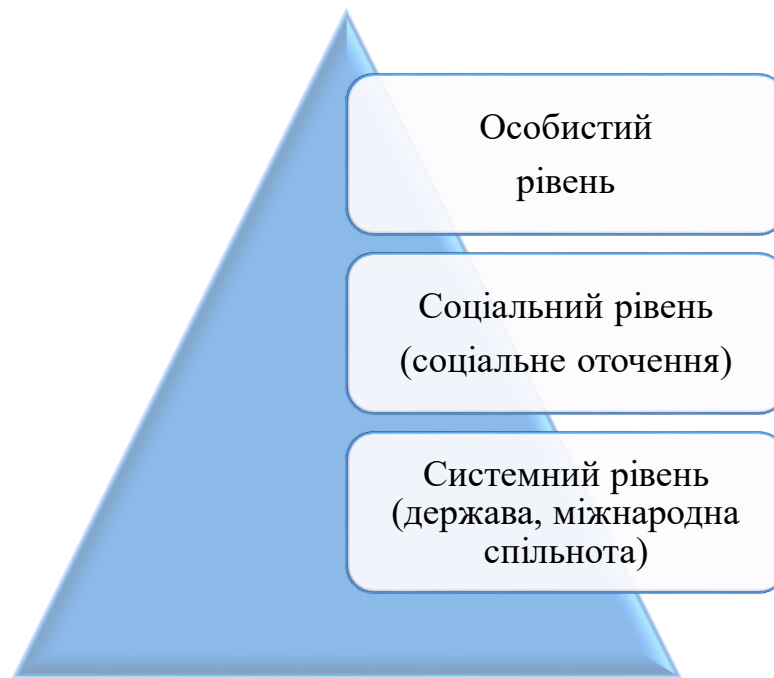 Особистий
рівень
Соціальний рівень
(соціальне оточення)
Системний рівень
(держава, міжнародна
спільнота)